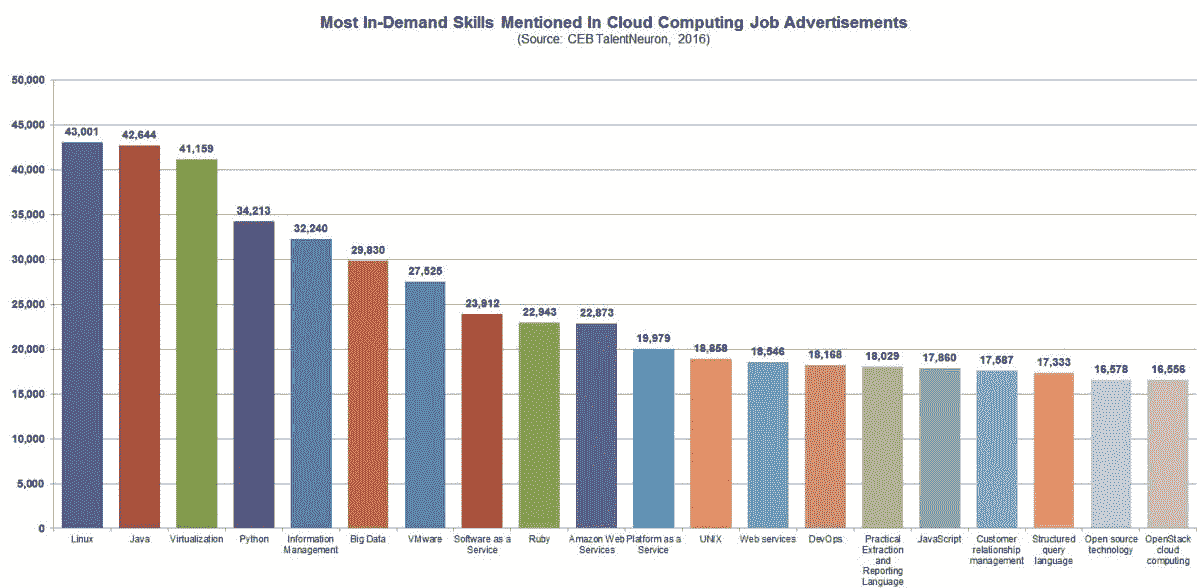 Most In-Demand Skills Mentioned In Cloud Computing Job Advertisements
(Source: CEB TalentNeuron, 2016)
50,000
45,000
40,000
35,000
30,000
25,000
20,000
15,000
10,000
5,000
0
43,001
42,644
41,159
34,213
32,240
29,830
27,525
23,912
22,943
22,873
19,979
18,858
18,546
18,168
18,029
17,860
17,587
17,333
16,578
16,556
Linux
Java
Virtualization
Python
Information
Management
Big Data
VMware
Software as a
Service
Ruby
Amazon Web
Services
Platform as a
Service
UNIX
Web services
DevOps
Practical
Extraction
and
Reporting
Language
JavaScript
Customer
relationship
management
Structured
query
language
Open source
technology
OpenStack
cloud
computing